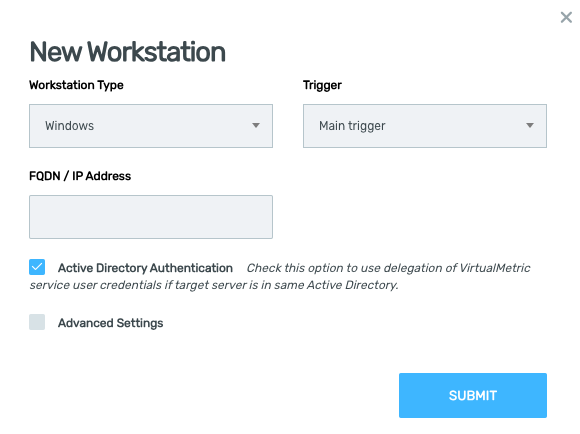 New Workstation
Workstation Type
Trigger
Windows
Main trigger
FQDN / IP Address
Active Directory Authentication Check this option to use delegation of VirtualMetric
service user credentials if target server is in same Active Directory.
Advanced Settings
SUBMIT